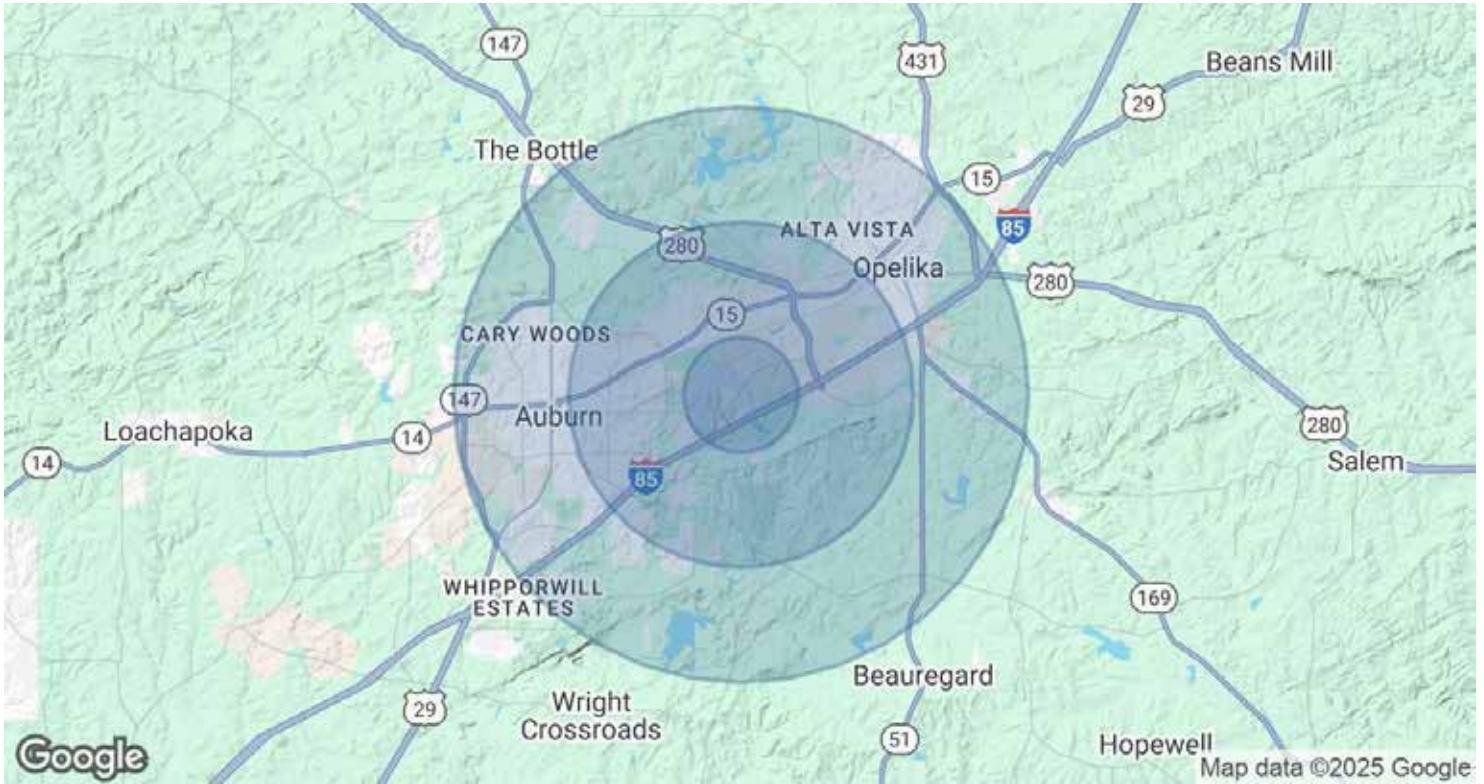 147
431
Beans Mill
29
The Bottle
15
ALTA VISTA
85
280
Opelika
280
15
CARY WOODS
147
Auburn
Loachapoka
14
14
280
Salem
85
WHIPPORWILL
ESTATES
169
Beauregard
Wright
Crossroads
29
51
Hopewell
Google
Map data ©2025 Google